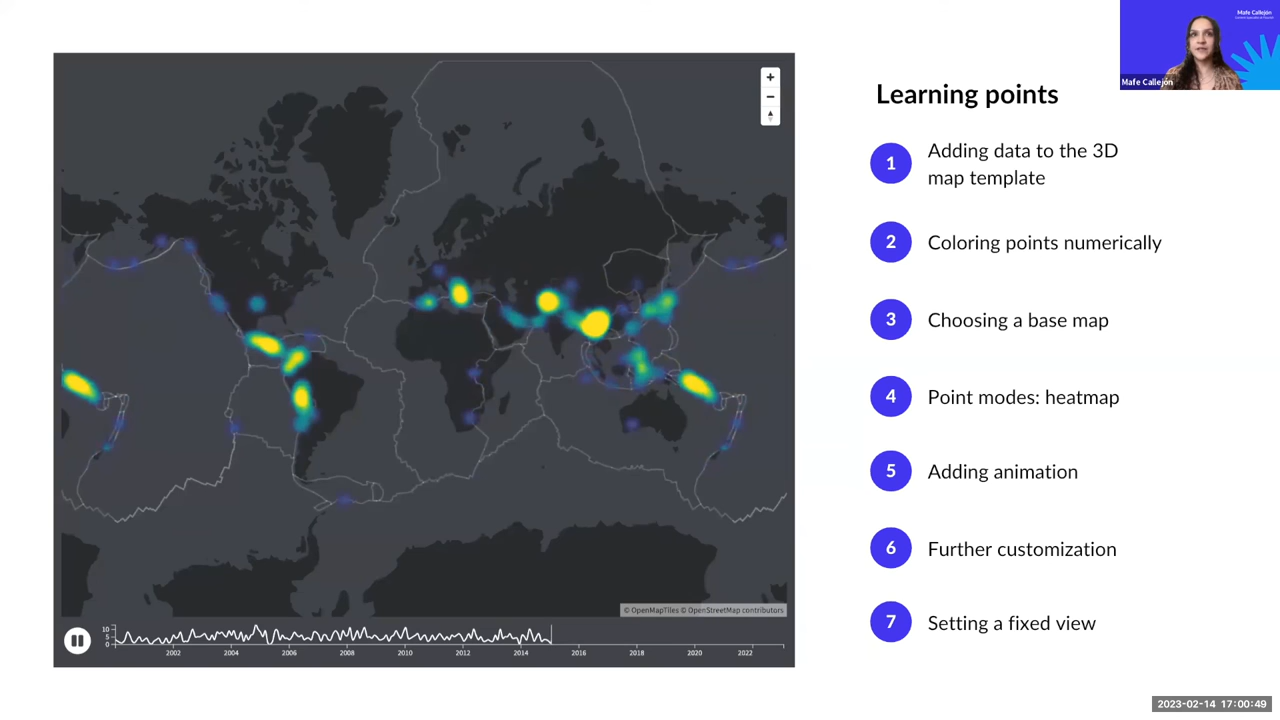 Mafe Callejón
Mafe Callejón
Learning points
1
Adding data to the 3D
map template
2
Coloring points numerically
3
Choosing a base map
4
Point modes: heatmap
5
Adding animation
6
Further customization
7
Setting a fixed view
© OpenMapTiles © OpenStreetMap contributors
10
5
0
2002 2004 2006 2008 2010 2012 2014 2016 2018 2020 2022
2023-02-14 17:00:49